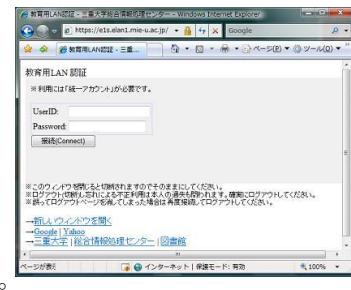 教育用LAN認証 - 三重大学総合情報処理センター - Windows Internet Explorer
https://e1s.elan1.mie-u.ac.jp/
Google
教育用LAN認証 - 三重...
ページ(P)
ツール(O)
教育用LAN 認証
※利用には「統一アカウント」が必要です。
UserID:
Password:
接続(Connect)
※このウィンドウを閉じると切断されますのでそのままにしてください。
※ログアウト(切断)し忘れによる不正利用は本人の過失も問われます。確実にログアウトしてください。
※誤ってログアウトページを消してしまった場合は再度接続してログアウトしてください。
→新しいウィンドウを開く
→Google | Yahoo
→三重大学 | 総合情報処理センター | 図書館
ページが表示
インターネット | 保護モード: 有効
100%
。